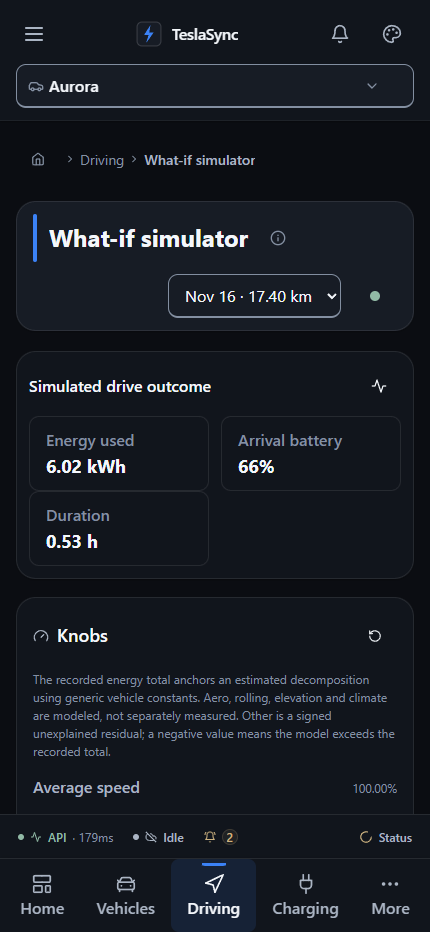 TeslaSync
Aurora
Driving What-if simulator
What-if simulator
Nov 16 · 17.40 km
Simulated drive outcome
Energy used Arrival battery
6.02 kWh 66%
Duration
0.53 h
Knobs
The recorded energy total anchors an estimated decomposition
using generic vehicle constants. Aero, rolling, elevation and climate
are modeled, not separately measured. Other is a signed
unexplained residual; a negative value means the model exceeds the
recorded total.
Average speed 100.00%
API · 179ms Idle 2 Status
Home Vehicles Driving Charging More